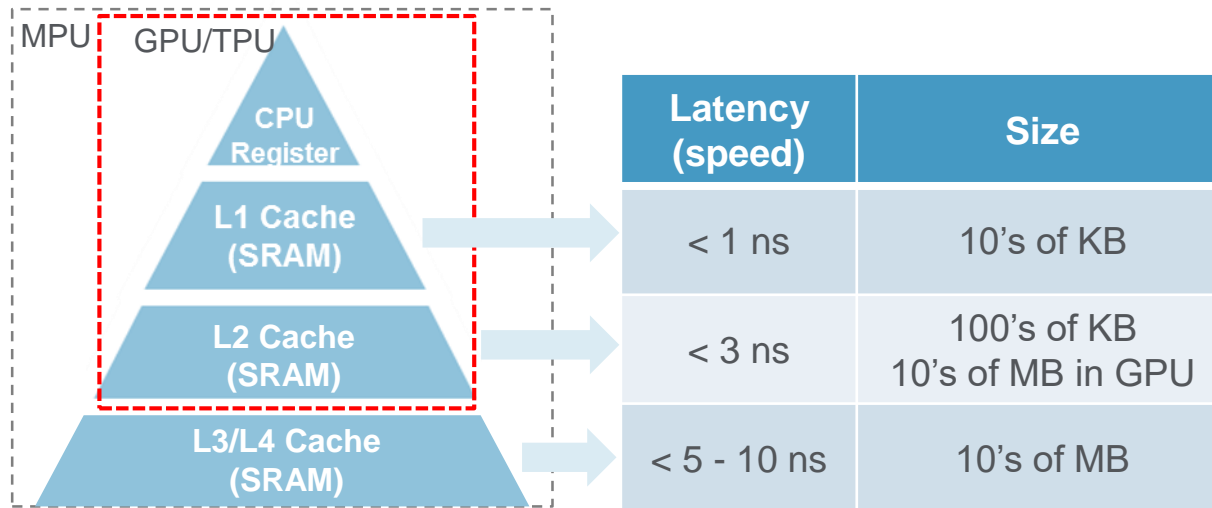 MPU
GPU/TPU
CPU
Register
L1 Cache
(SRAM)
L2 Cache
(SRAM)
L3/L4 Cache
(SRAM)
Latency
(speed)
Size
< 1 ns
10’s of KB
< 3 ns
100’s of KB
10’s of MB in GPU
< 5 - 10 ns
10’s of MB